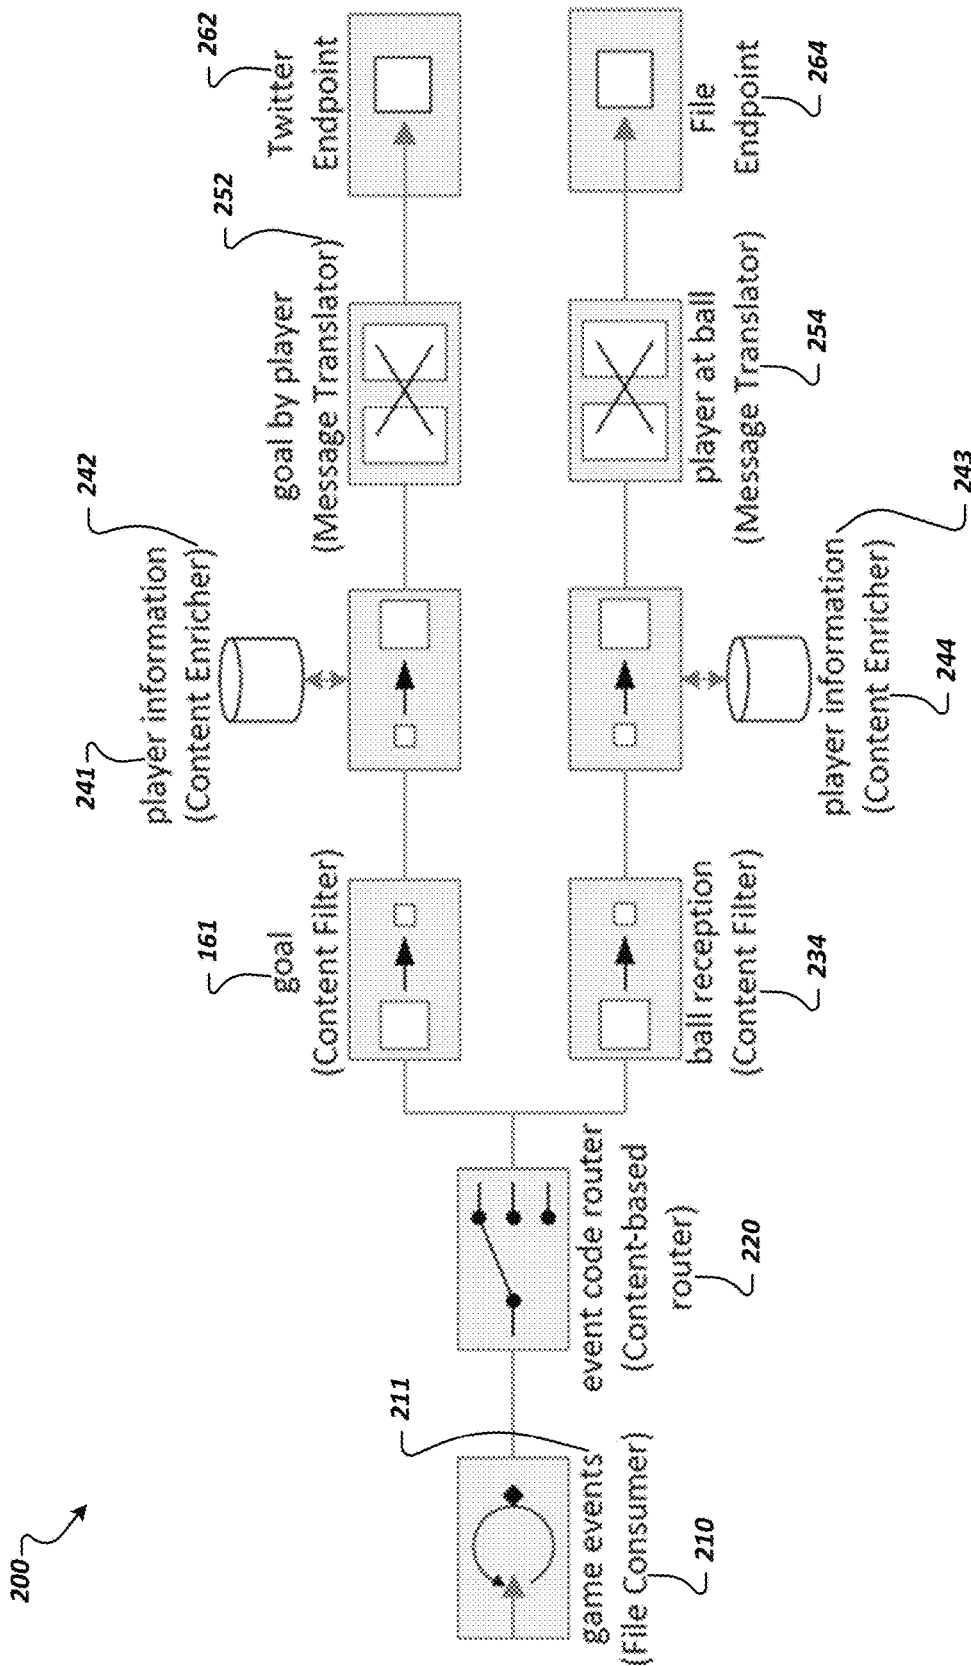 200
game events
(File Consumer)
210
211
event code router
(Content-based
router)
220
161
goal
(Content Filter)
ball reception
(Content Filter)
234
241
242
player information
(Content Enricher)
player information
(Content Enricher)
243
244
252
goal by player
(Message Translator)
player at ball
(Message Translator)
254
262
Twitter
Endpoint
File
Endpoint
264